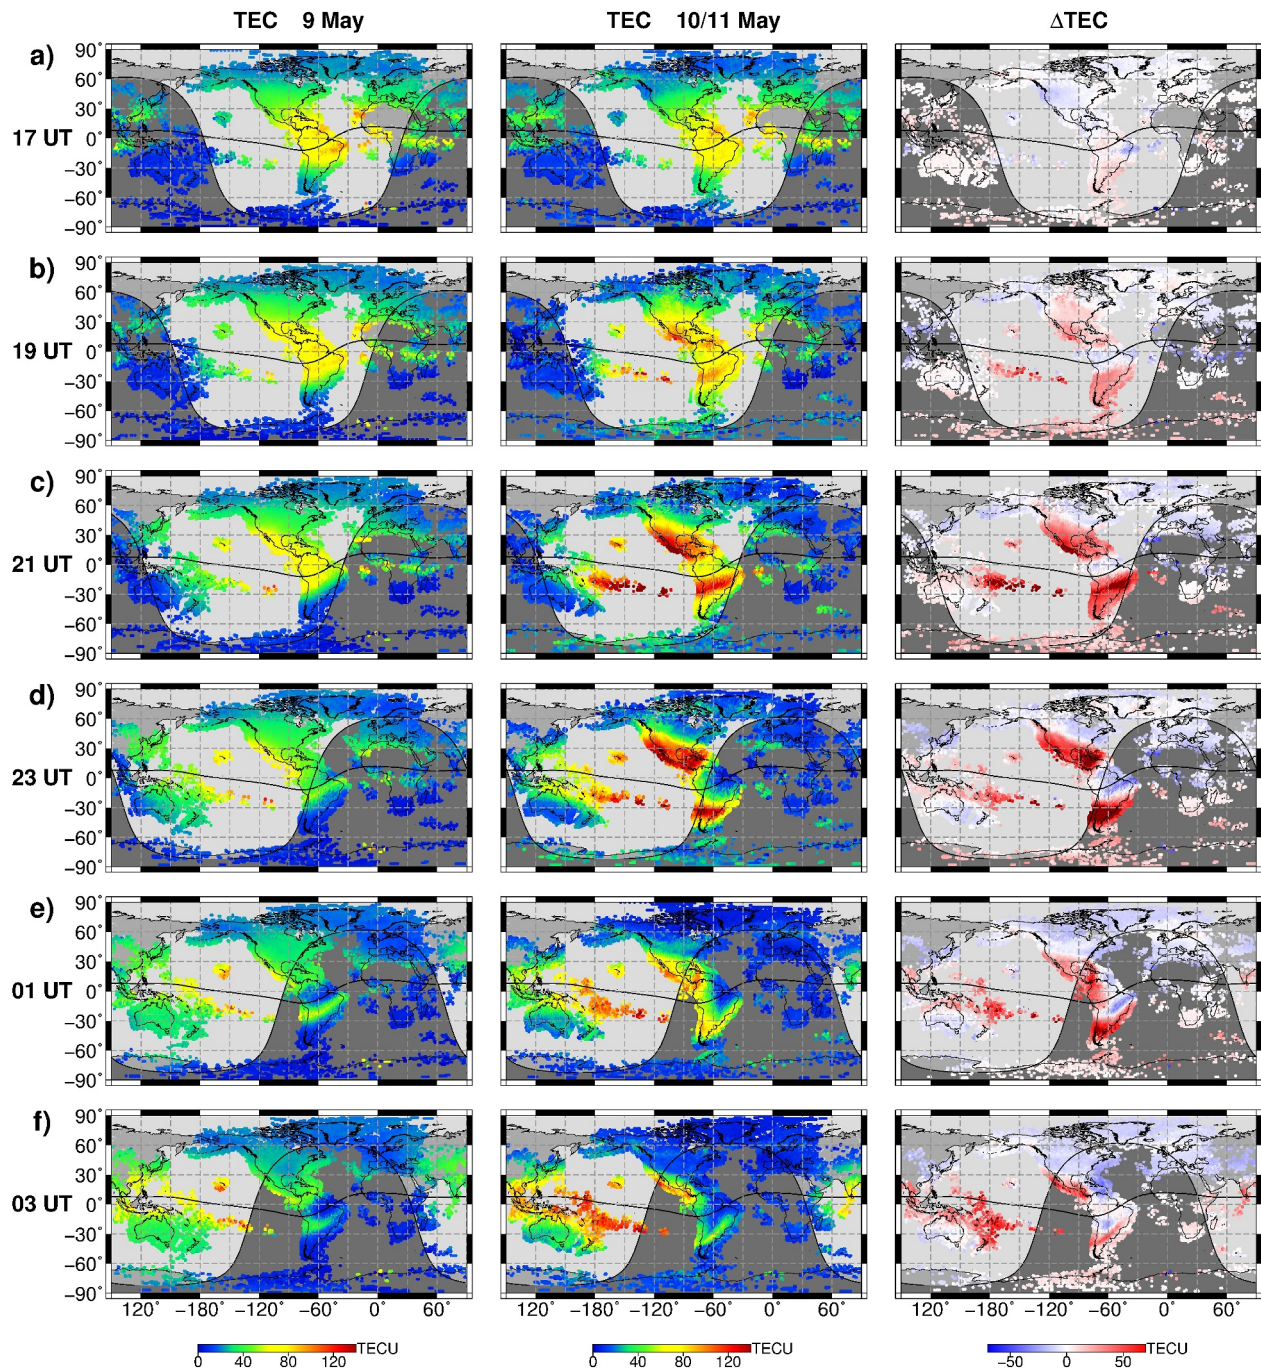 TEC 9 May TEC 10/11 May ΔTEC
a)
90°
60°
30°
17 UT 0°
−30°
−60°
−90°
b)
90°
60°
30°
19 UT 0°
−30°
−60°
−90°
c)
90°
60°
30°
21 UT 0°
−30°
−60°
−90°
d)
90°
60°
30°
23 UT 0°
−30°
−60°
−90°
e)
90°
60°
30°
01 UT 0°
−30°
−60°
−90°
f)
90°
60°
30°
03 UT 0°
−30°
−60°
−90°
120 180 −120 −60° 0° 60° 120 180 −120 −60° 0° 60° 120 180 −120 −60° 0° 60°
TECU TECU TECU
0 40 80 120 0 40 80 120 −50 0 50